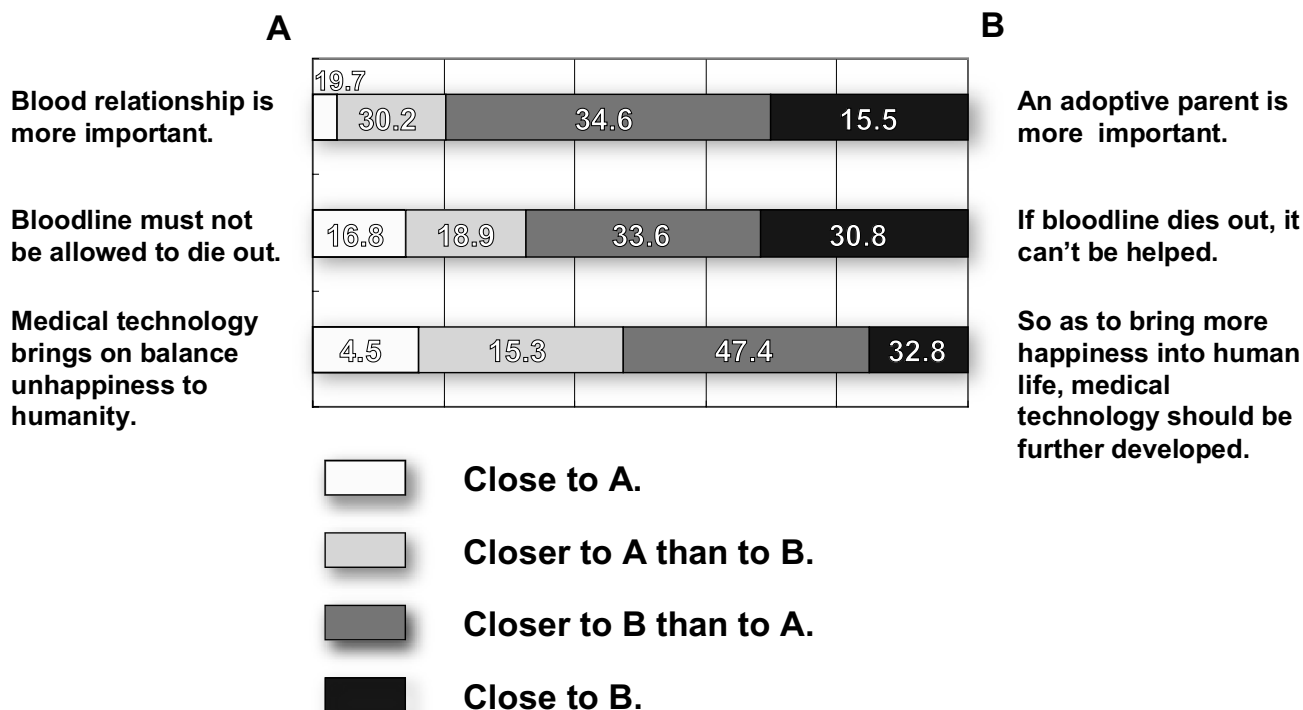 A
B
Blood relationship is
more important.
19.7
30.2
34.6
15.5
An adoptive parent is
more important.
Bloodline must not
be allowed to die out.
16.8
18.9
33.6
30.8
If bloodline dies out, it
can’t be helped.
Medical technology
brings on balance
unhappiness to
humanity.
4.5
15.3
47.4
32.8
So as to bring more
happiness into human
life, medical
technology should be
further developed.
Close to A.
Closer to A than to B.
Closer to B than to A.
Close to B.